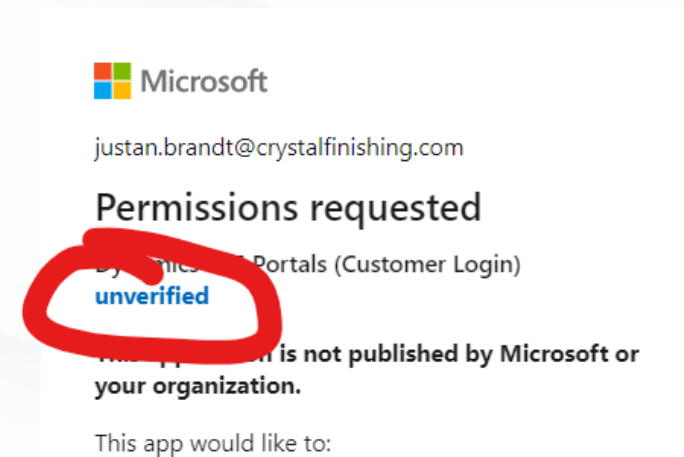 Microsoft
justan.brandt@crystalfinishing.com
Permissions requested
Portals (Customer Login)
unverified
is not published by Microsoft or
your organization.
This app would like to: